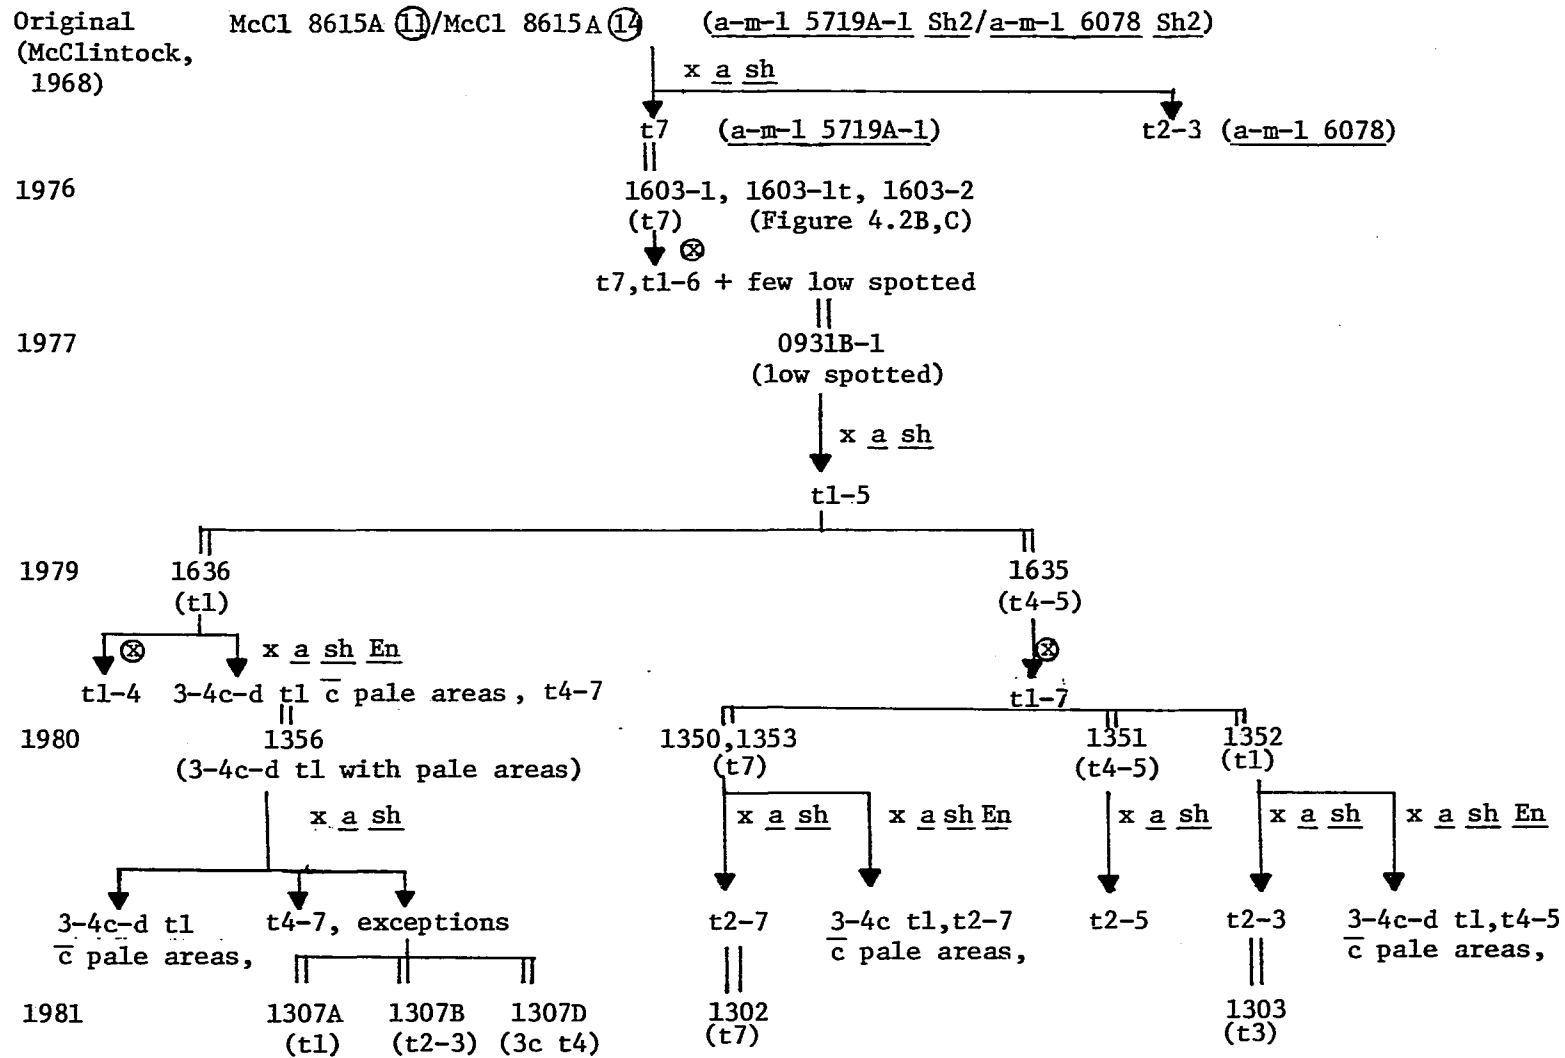 Original McCl 8615A ⑪/McCl 8615A ⑭ (a-m-1 5719A-1 Sh2/a-m-1 6078 Sh2)
(McClintock,
1968)
x a sh
t7 (a-m-1 5719A-1) t2-3 (a-m-1 6078)
1976 1603-1, 1603-1t, 1603-2
(t7) (Figure 4.2B,C)
ⓧ
t7,t1-6 + few low spotted
1977 0931B-1
(low spotted)
x a sh
t1-5
1979 1636 1635
(t1) (t4-5)
ⓧ x a sh En ⓧ
t1-4 3-4c-d t1 c̄ pale areas, t4-7 t1-7
1980 1356 1350,1353 1351 1352
(3-4c-d t1 with pale areas) (t7) (t4-5) (t1)
x a sh x a sh x a sh En x a sh x a sh x a sh En
3-4c-d t1 t4-7, exceptions t2-7 3-4c t1,t2-7 t2-5 t2-3 3-4c-d t1,t4-5
c̄ pale areas, c̄ pale areas, c̄ pale areas,
1981 1307A 1307B 1307D 1302 1303
(t1) (t2-3) (3c t4) (t7) (t3)